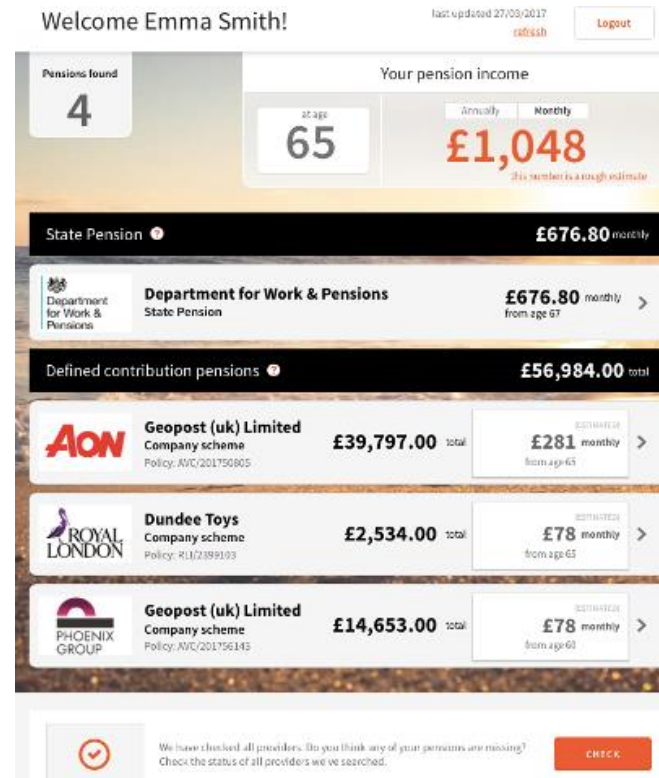 Welcome Emma Smith!
last updated 27/03/2017
refresh
Logout
Pensions found
4
Your pension income
at age
65
Annually
Monthly
£1,048
this number is a rough estimate
State Pension ?
£676.80 monthly
Department for Work & Pensions
Department for Work & Pensions
State Pension
£676.80 monthly
from age 67
Defined contribution pensions ?
£56,984.00 total
AON
Geopost (uk) Limited
Company scheme
Policy: AVC/201750805
£39,797.00 total
ESTIMATED
£281 monthly
from age 65
ROYAL
LONDON
Dundee Toys
Company scheme
Policy: RLI/2399103
£2,534.00 total
ESTIMATED
£78 monthly
from age 65
PHOENIX
GROUP
Geopost (uk) Limited
Company scheme
Policy: AVC/201756143
£14,653.00 total
ESTIMATED
£78 monthly
from age 60
We have checked all providers. Do you think any of your pensions are missing?
Check the status of all providers we've searched.
CHECK